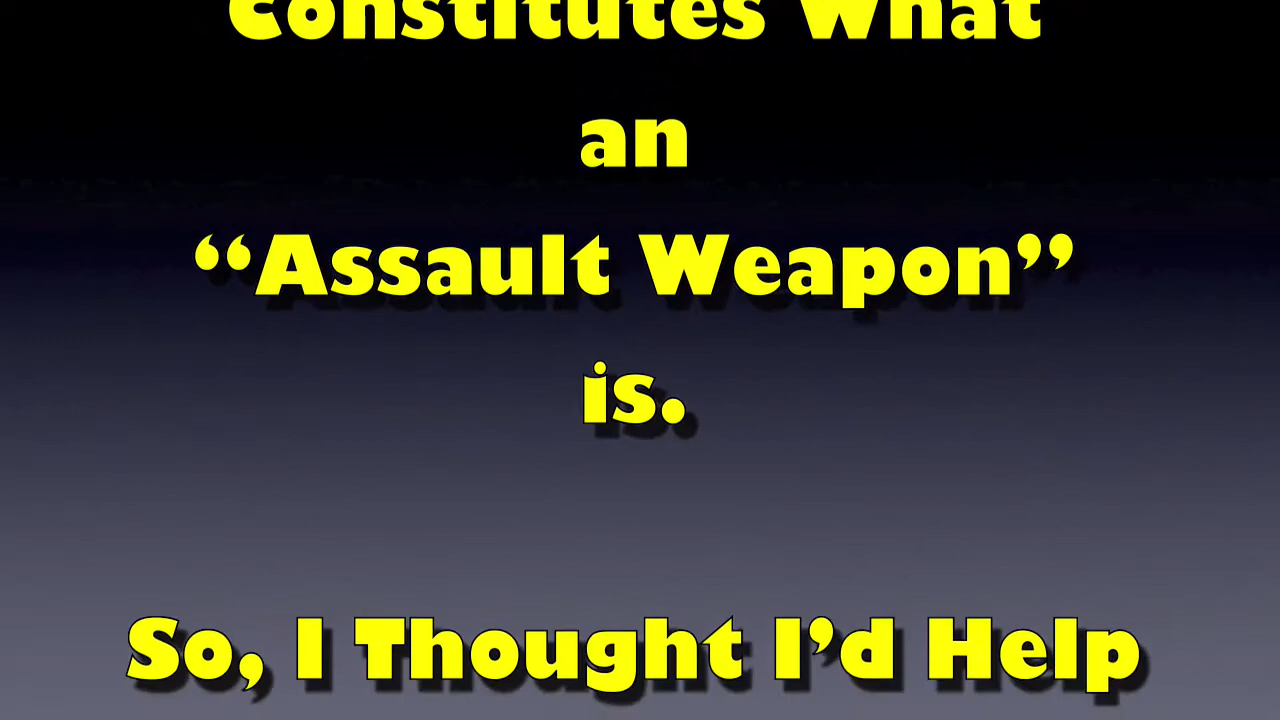 Constitutes What
an
“Assault Weapon”
is.
So, I Thought I’d Help